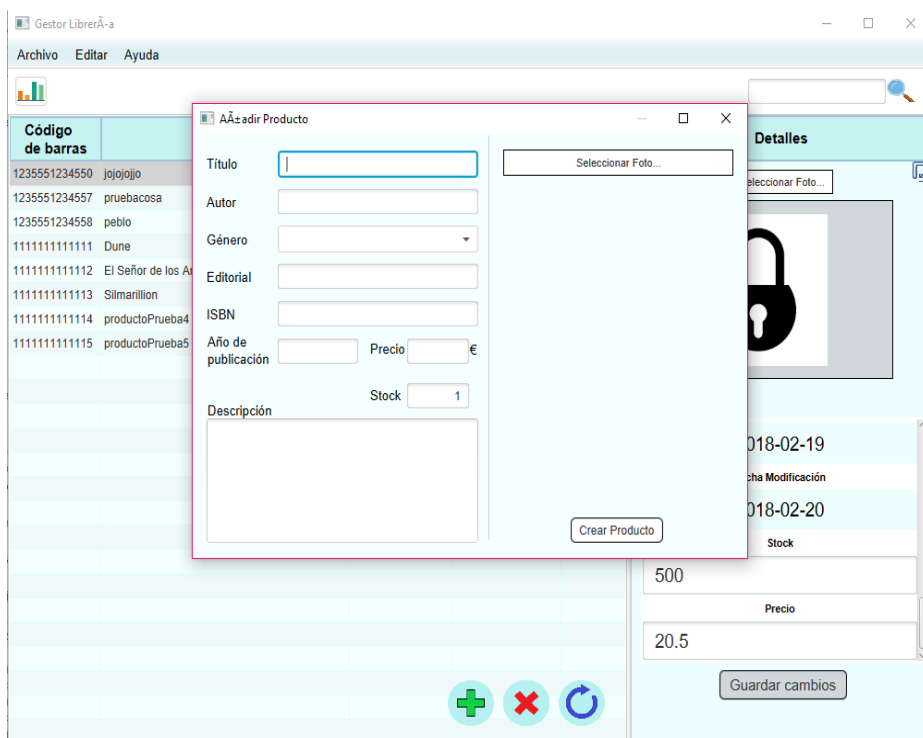 Gestor LibrerÃ-a
Archivo Editar Ayuda
Código
de barras
Detalles
1235551234550 jojojojjo
1235551234557 pruebacosa
1235551234558 peblo
1111111111111 Dune
1111111111112 El Señor de los
1111111111113 Silmarillion
1111111111114 productoPrueba4
1111111111115 productoPrueba5
AÃ±adir Producto
Título
Autor
Género
Editorial
ISBN
Año de
publicación
Precio
€
Stock
1
Descripción
Seleccionar Foto...
Crear Producto
eleccionar Foto...
018-02-19
cha Modificación
018-02-20
Stock
500
Precio
20.5
Guardar cambios